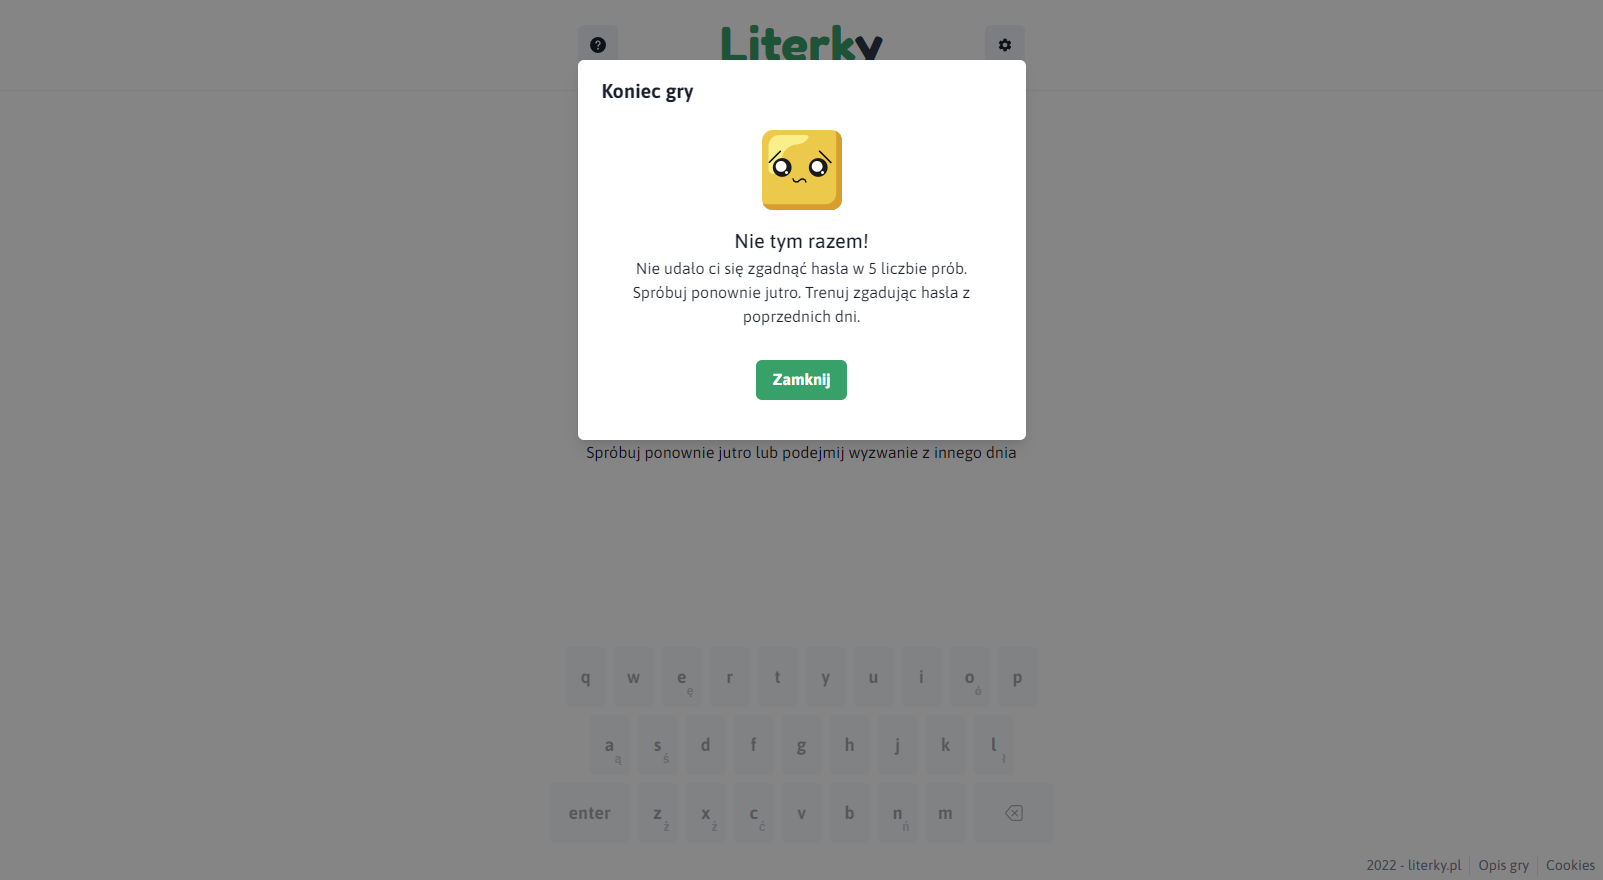 Literky
Koniec gry
Nie tym razem!
Nie udało ci się zgadnąć hasła w 5 liczbie prób.
Spróbuj ponownie jutro. Trenuj zgadując hasła z
poprzednich dni.
Zamknij
Spróbuj ponownie jutro lub podejmij wyzwanie z innego dnia
q w e ę r t y u i o ó p
a ą s ś d f g h j k l ł
enter z ż x ź c ć v b n ń m
2022 - literky.pl Opis gry Cookies